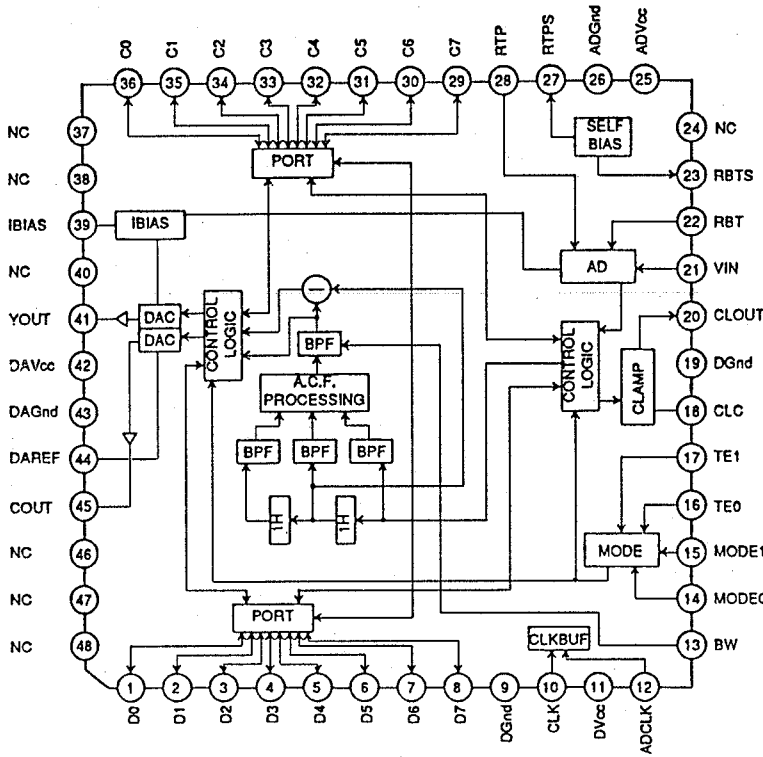 C0 C1 C2 C3 C4 C5 C6 C7 RTP RTPS ADGnd ADVcc
36 35 34 33 32 31 30 29 28 27 26 25
NC 37
24 NC
SELF
BIAS
PORT
NC 38
23 RBTS
IBIAS 39 IBIAS
22 RBT
NC 40
AD
21 VIN
YOUT 41 DAC
DAC
CONTROL
LOGIC
—
BPF
CONTROL
LOGIC
CLAMP
20 CLOUT
DAVcc 42
19 DGnd
A.C.F.
PROCESSING
DAGnd 43
18 CLC
BPF BPF BPF
DAREF 44
17 TE1
COUT 45
1H 1H
16 TE0
NC 46
MODE
15 MODE1
NC 47
14 MODE0
PORT
NC 48
CLKBUF
13 BW
1 2 3 4 5 6 7 8 9 10 11 12
D0 D1 D2 D3 D4 D5 D6 D7 DGnd CLK DVcc ADCLK